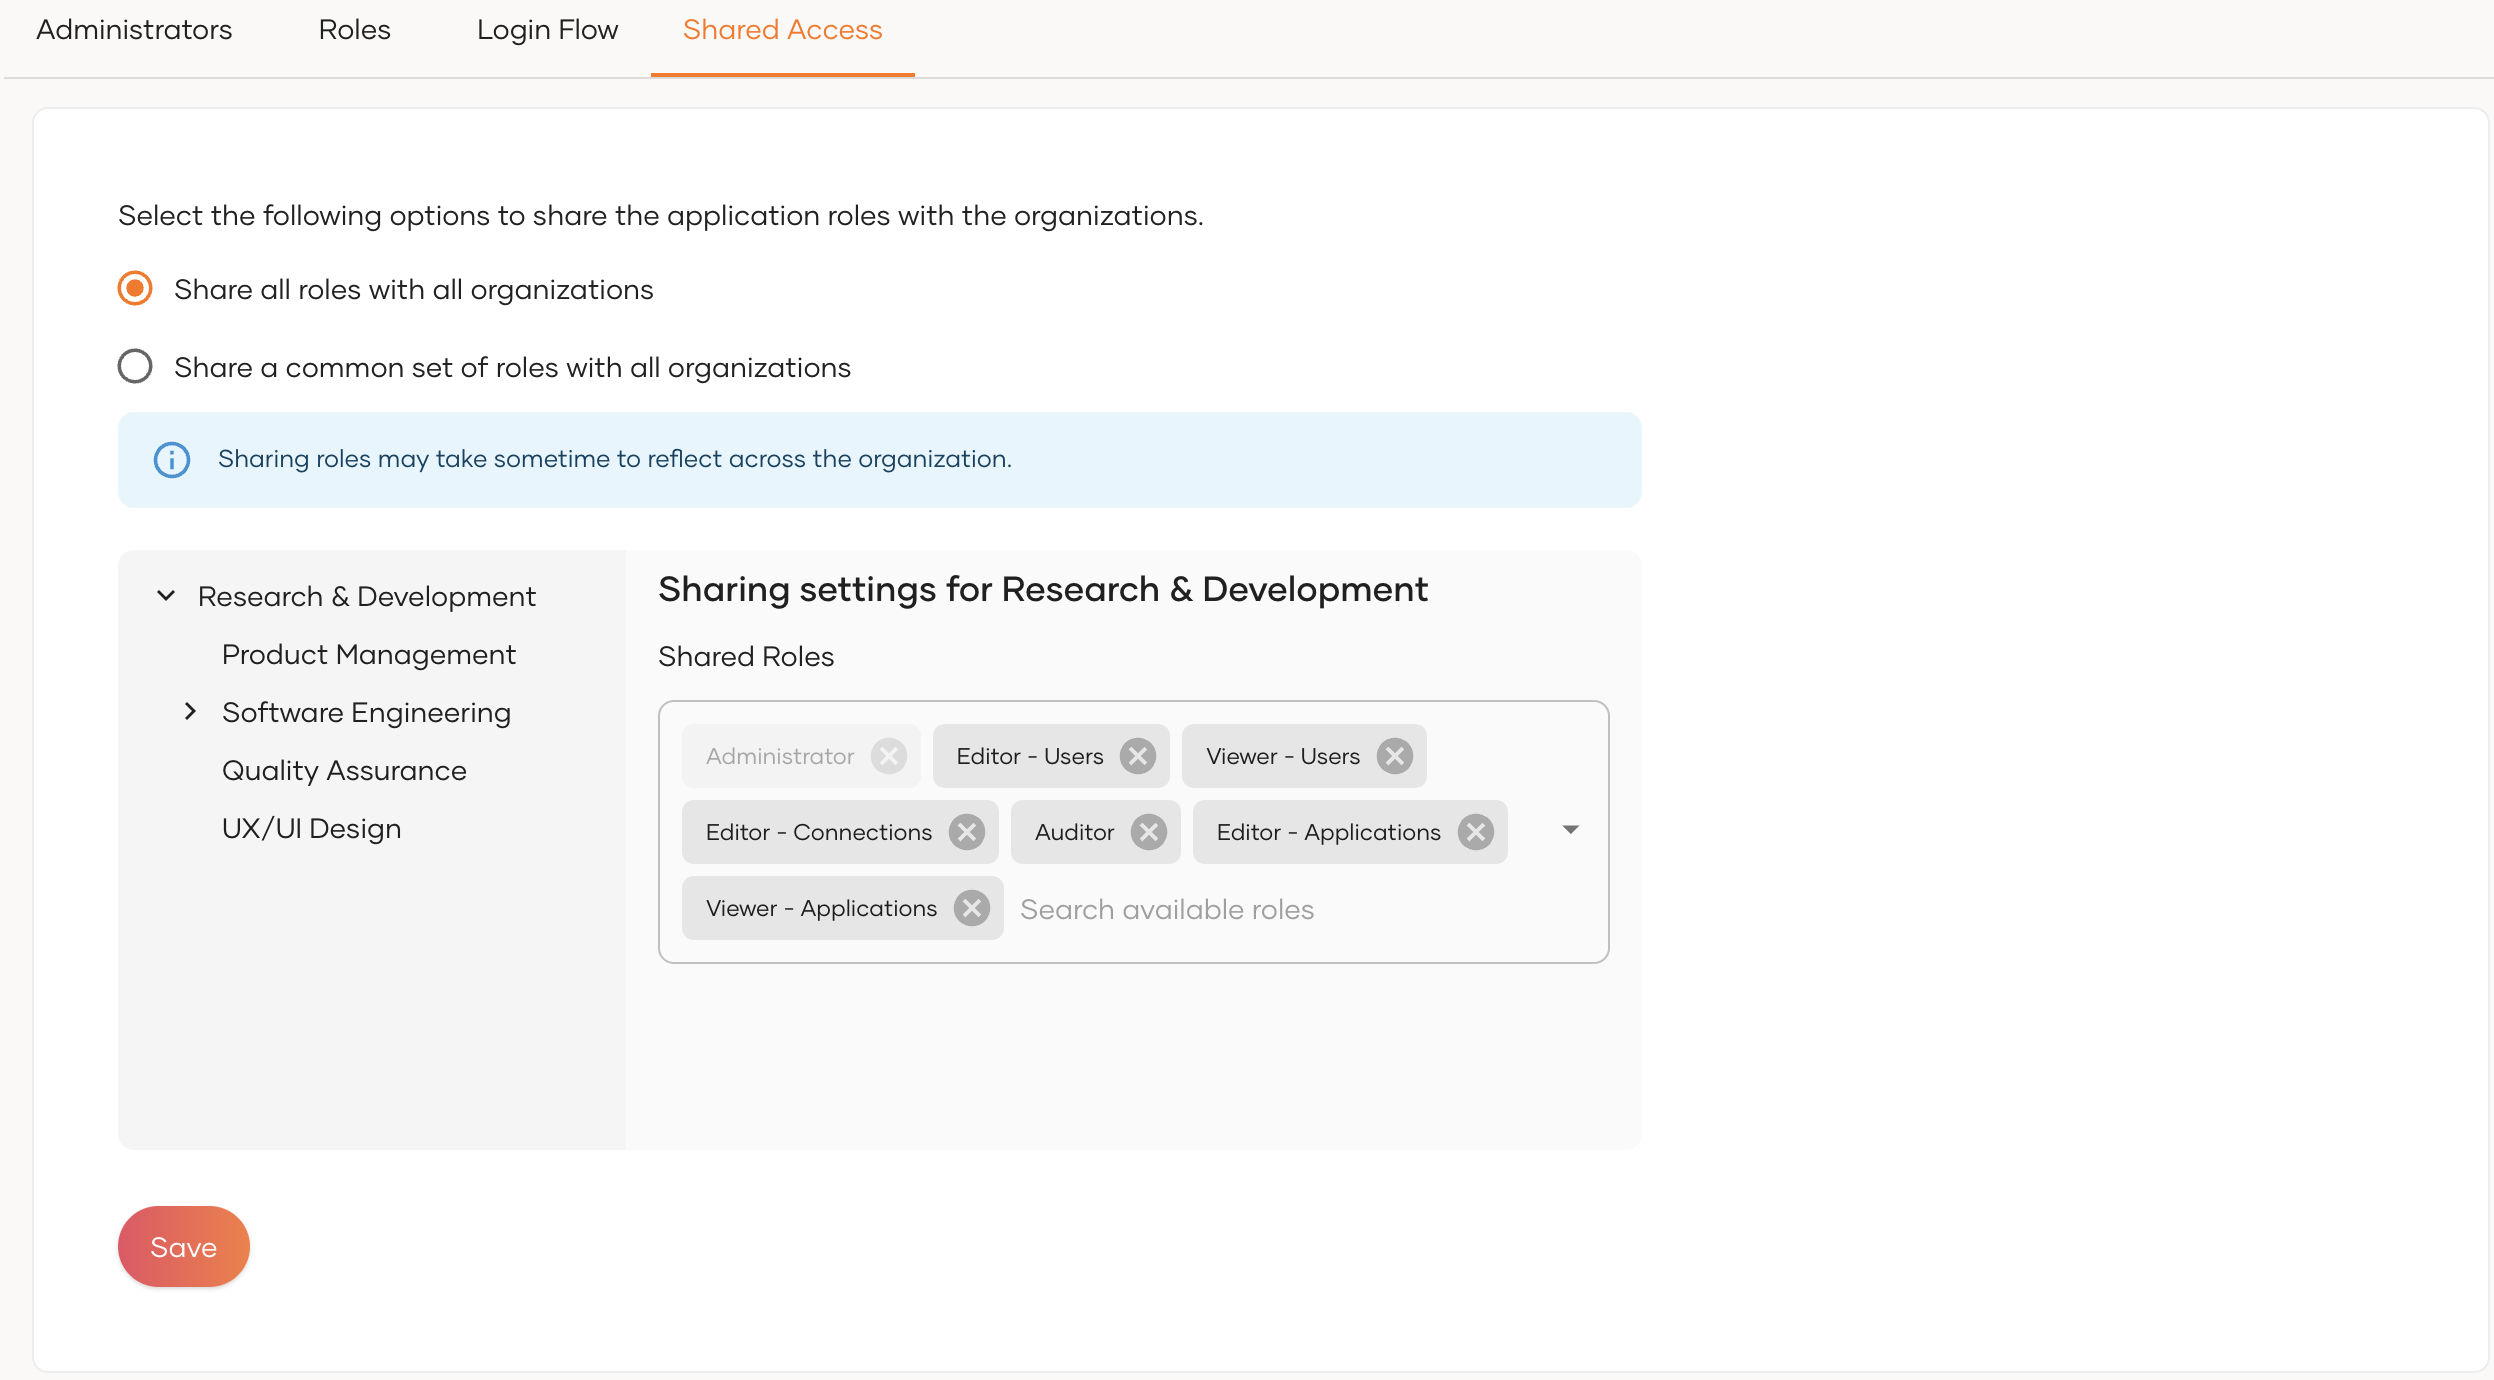 Administrators Roles Login Flow Shared Access
Select the following options to share the application roles with the organizations.
Share all roles with all organizations
Share a common set of roles with all organizations
Sharing roles may take sometime to reflect across the organization.
Research & Development
Product Management
Software Engineering
Quality Assurance
UX/UI Design
Sharing settings for Research & Development
Shared Roles
Administrator Editor - Users Viewer - Users
Editor - Connections Auditor Editor - Applications
Viewer - Applications Search available roles
Save